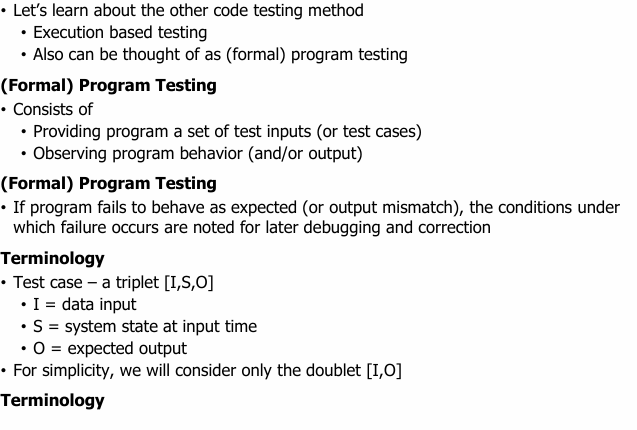 • Let’s learn about the other code testing method
• Execution based testing
• Also can be thought of as (formal) program testing
(Formal) Program Testing
• Consists of
• Providing program a set of test inputs (or test cases)
• Observing program behavior (and/or output)
(Formal) Program Testing
• If program fails to behave as expected (or output mismatch), the conditions under
which failure occurs are noted for later debugging and correction
Terminology
• Test case – a triplet [I,S,O]
• I = data input
• S = system state at input time
• O = expected output
• For simplicity, we will consider only the doublet [I,O]
Terminology